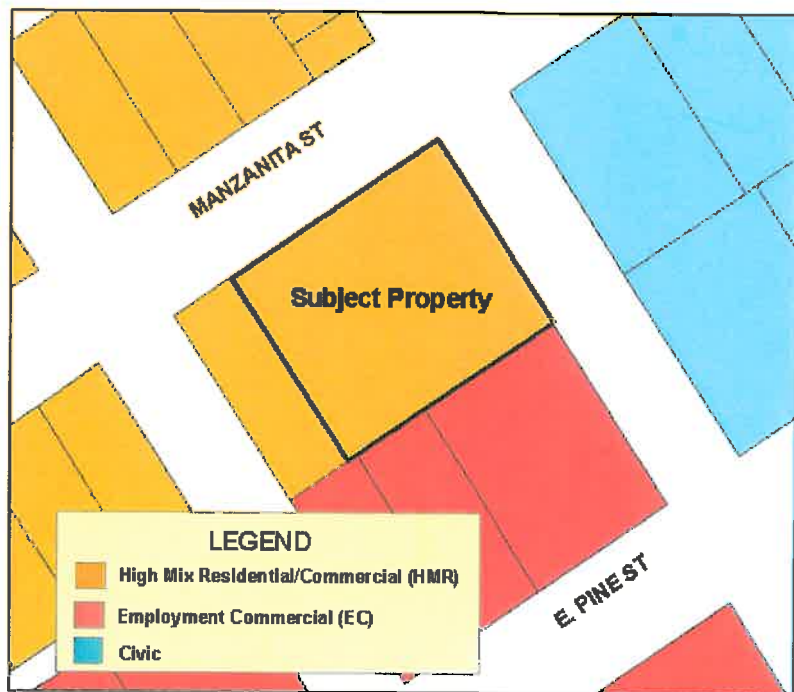 MANZANITA ST
Subject Property
E. PINE ST
LEGEND
High Mix Residential/Commercial (HMR)
Employment Commercial (EC)
Civic